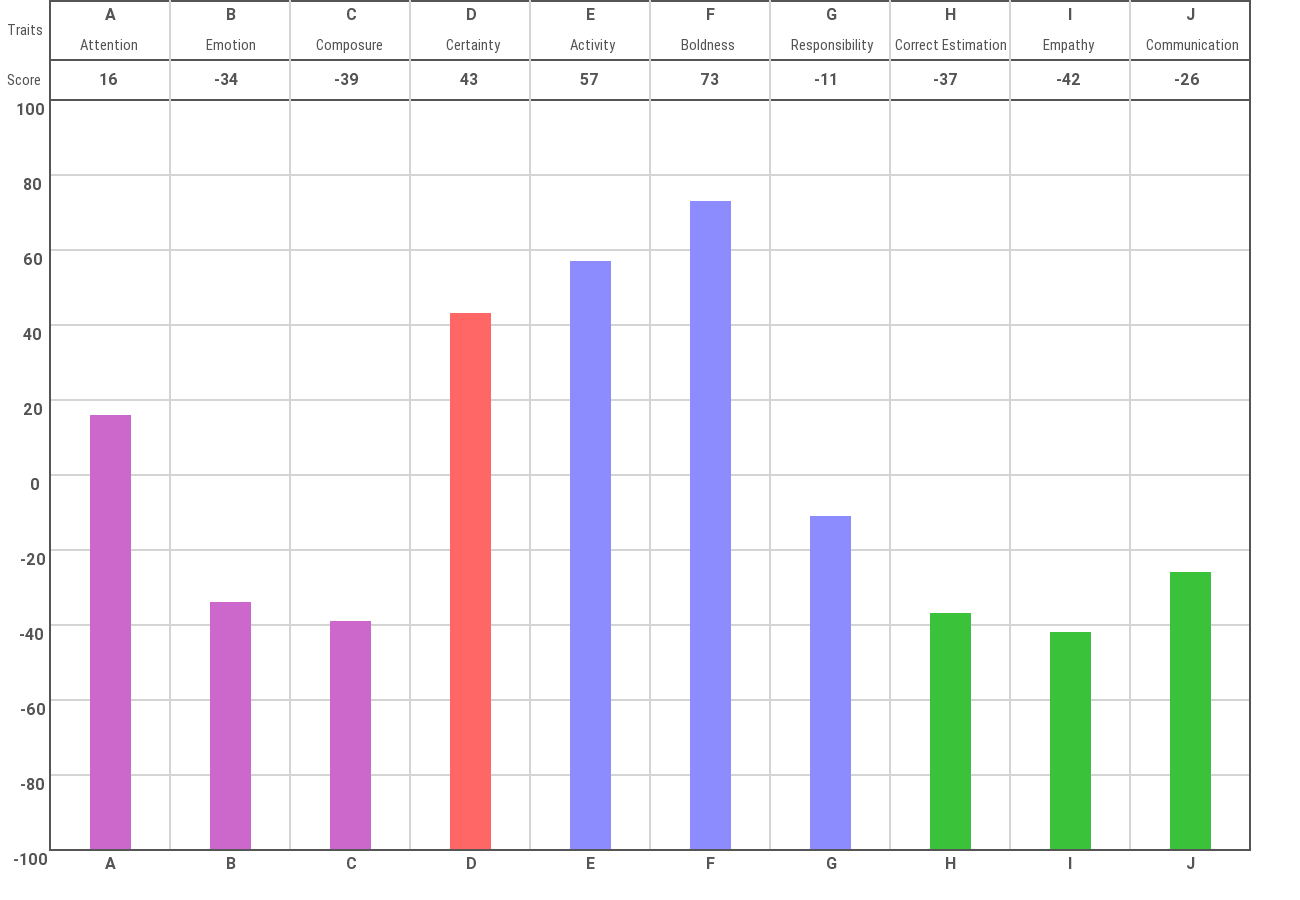 A B C D E F G H I J
Traits
Attention Emotion Composure Certainty Activity Boldness Responsibility Correct Estimation Empathy Communication
Score 16 -34 -39 43 57 73 -11 -37 -42 -26
100
80
60
40
20
0
-20
-40
-60
-80
-100
A B C D E F G H I J